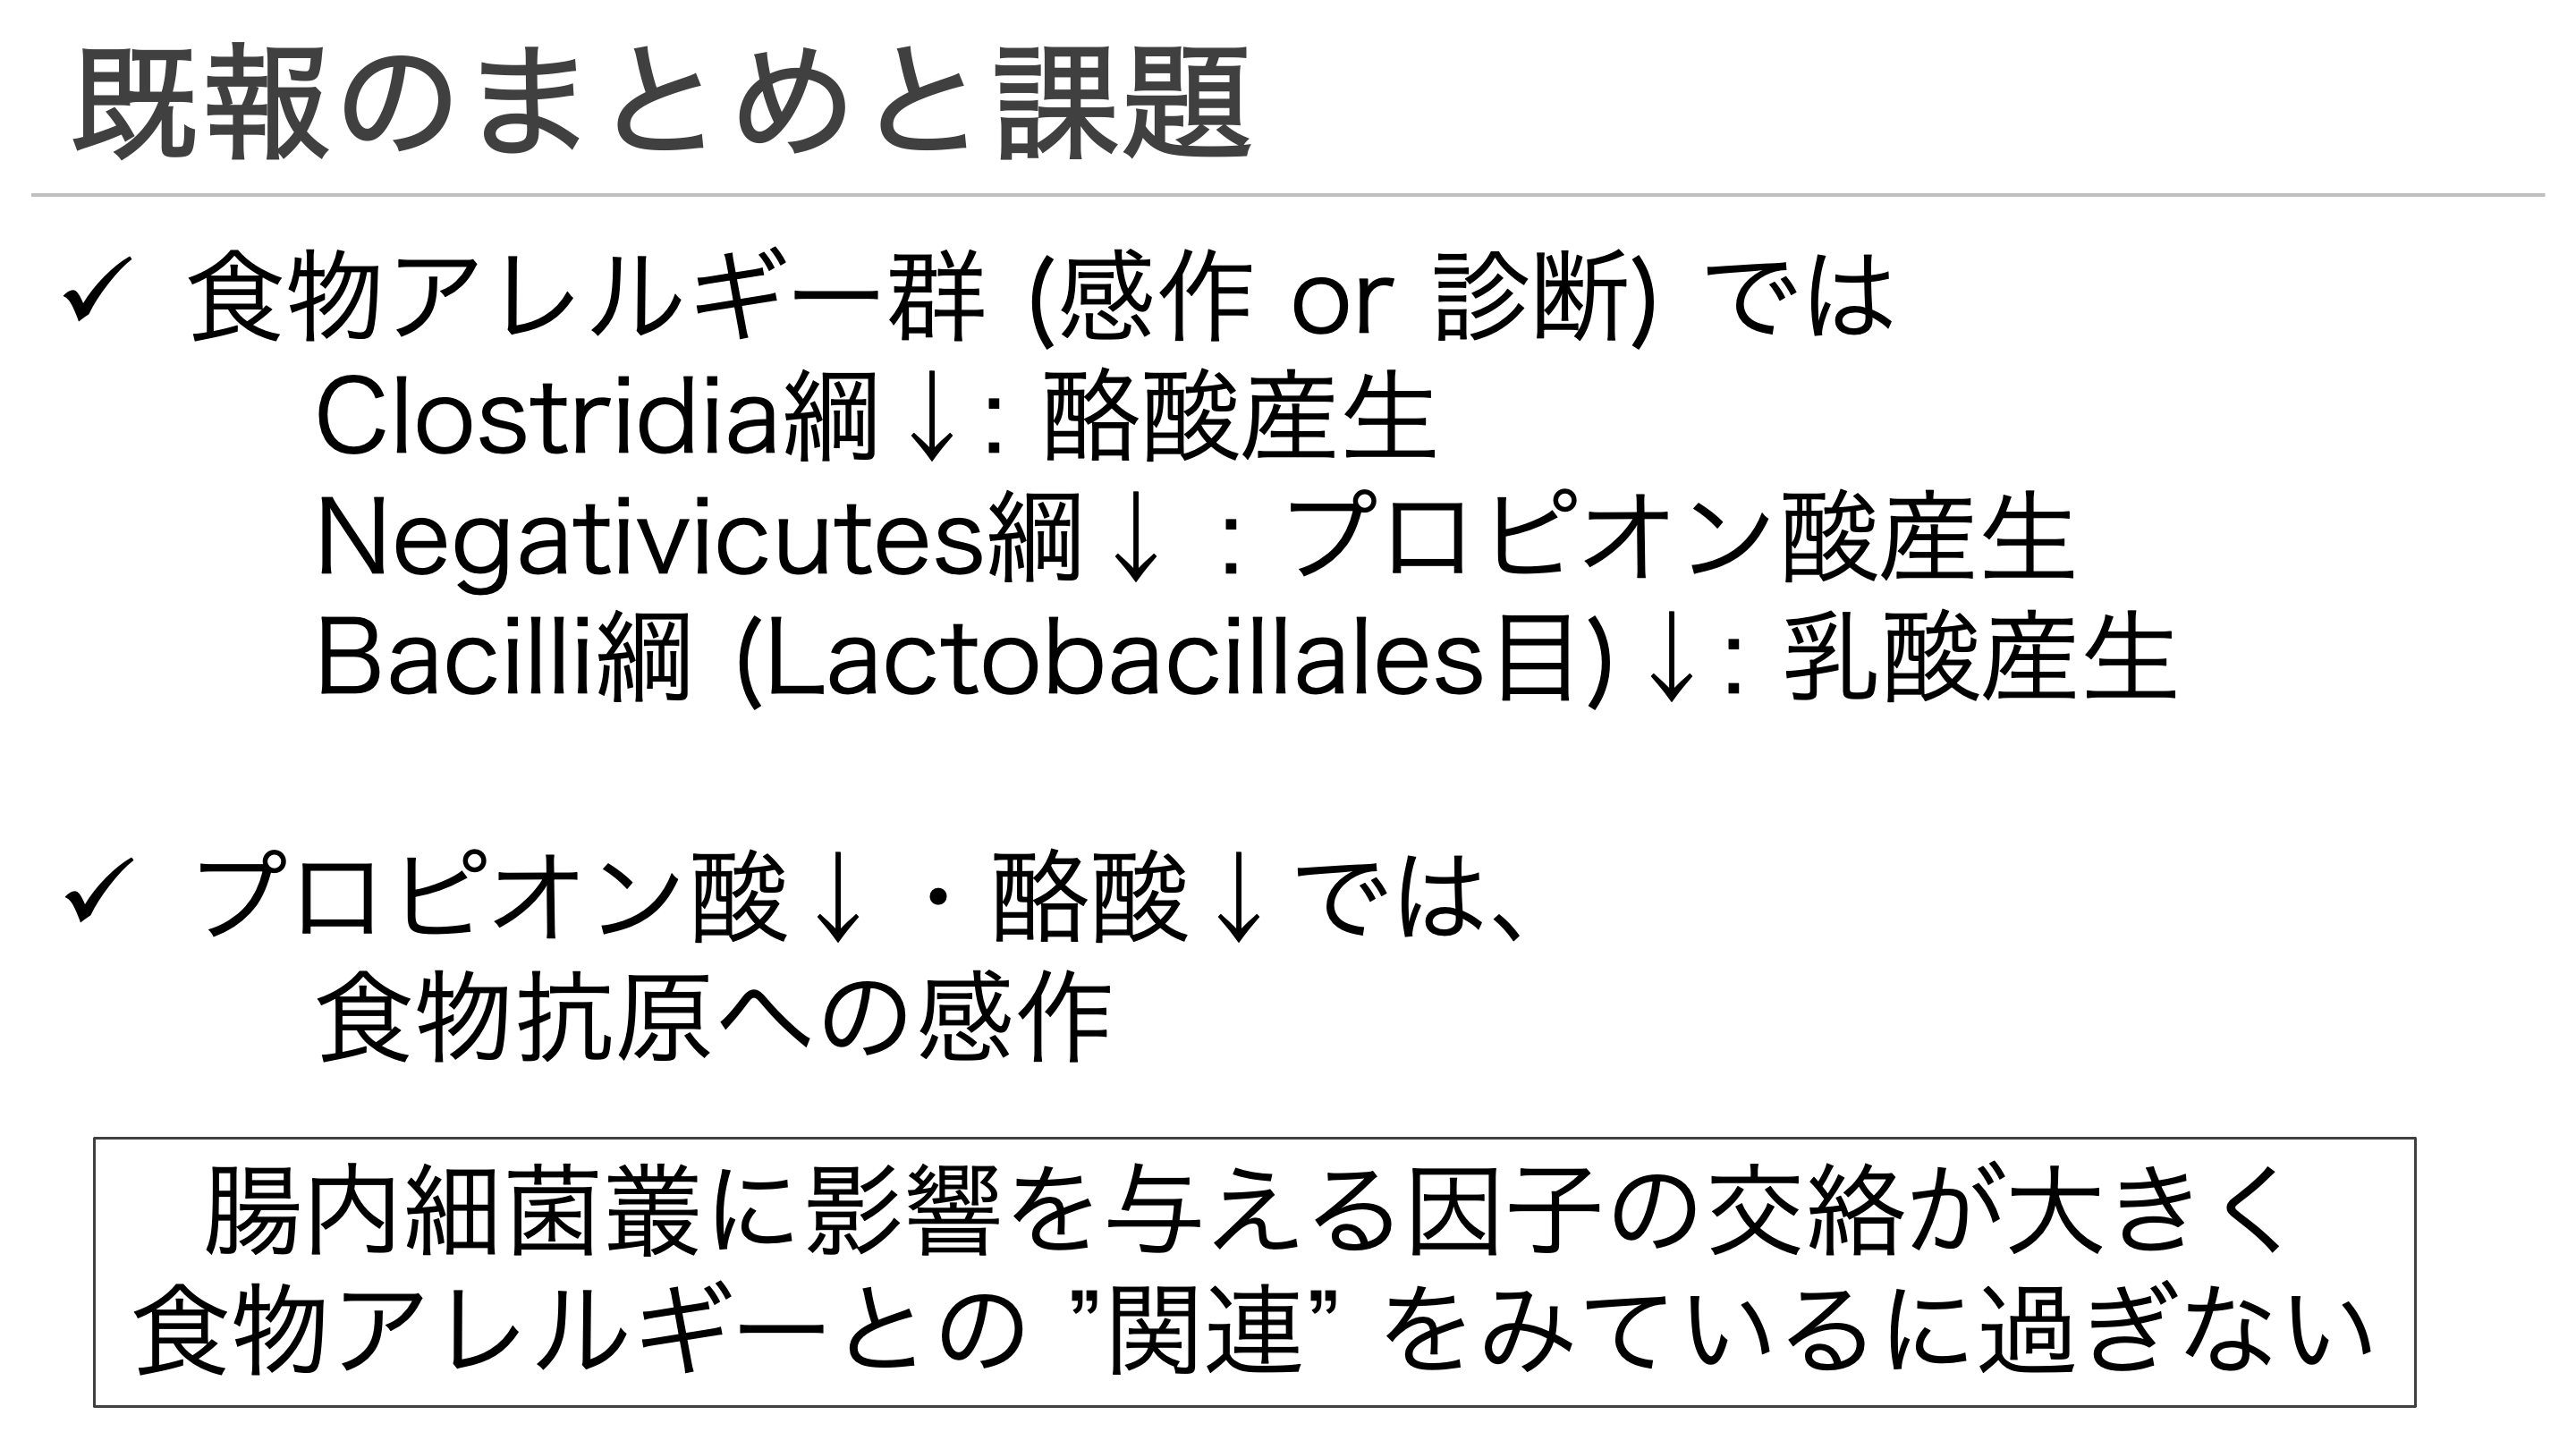 既報のまとめと課題
✓ 食物アレルギー群 (感作 or 診断) では
Clostridia綱↓: 酪酸産生
Negativicutes綱↓ : プロピオン酸産生
Bacilli綱 (Lactobacillales目)↓: 乳酸産生
✓ プロピオン酸↓・酪酸↓では、
食物抗原への感作
腸内細菌叢に影響を与える因子の交絡が大きく
食物アレルギーとの ”関連” をみているに過ぎない